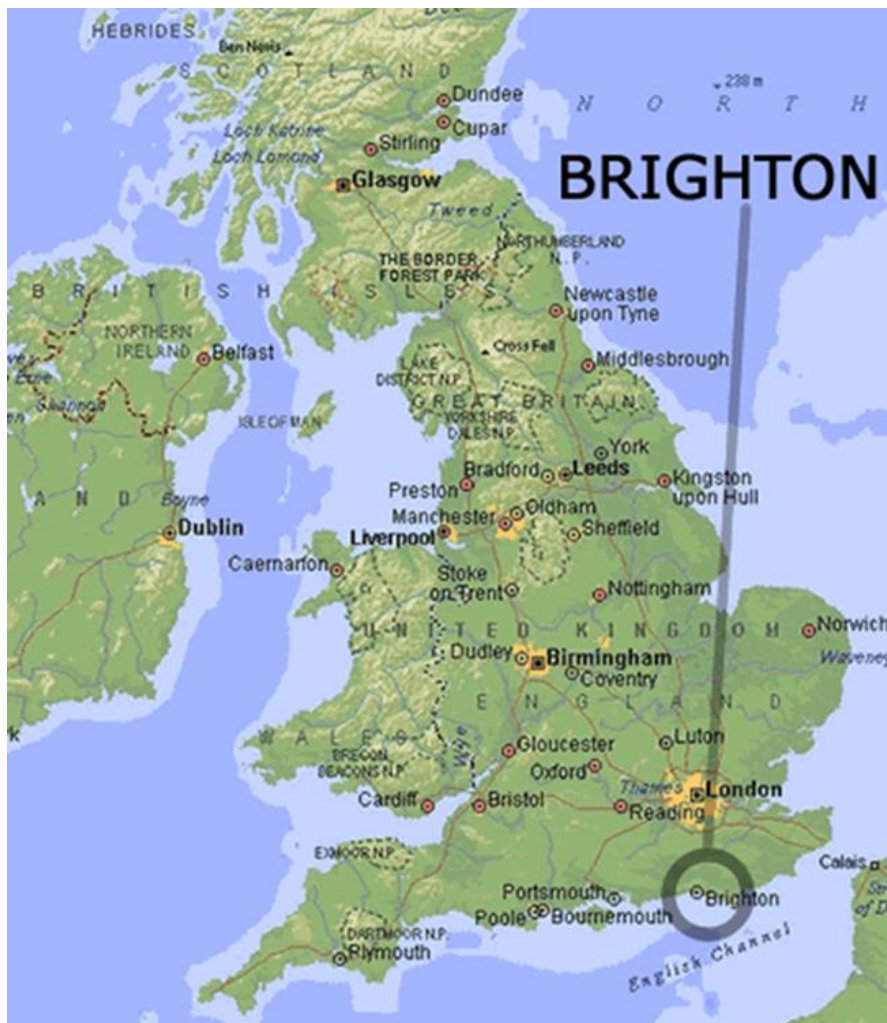 HEBRIDES
Ben Nevis
SCOTLAND
238 m
NORTH
Dundee
Cupar
Loch Katrine
Stirling
Loch Lomond
BRIGHTON
Glasgow
Tweed
NORTHUMBERLAND
N.P.
THE BORDER
FOREST PARK
BRITISH ISLES
Newcastle
upon Tyne
NORTHERN
IRELAND
Belfast
Cross Fell
Middlesbrough
LAKE
DISTRICT N.P.
GREAT BRITAIN
ISLE OF MAN
YORKSHIRE
DALES N.P.
York
Bradford
Leeds
Preston
Kingston
upon Hull
AND
Boyne
Oldham
Manchester
Dublin
Liverpool
Sheffield
Caernarfon
Stoke
on Trent
Nottingham
UNITED KINGDOM
Norwich
Dudley
Birmingham
Waveney
Coventry
ENGLAND
WALES
Wye
Gloucester
Luton
BRECON
BEACONS N.P.
Oxford
Thames
London
Cardiff
Bristol
Reading
EXMOOR N.P.
Calais
Portsmouth
Brighton
Poole
Bournemouth
DARTMOOR N.P.
Plymouth
English Channel